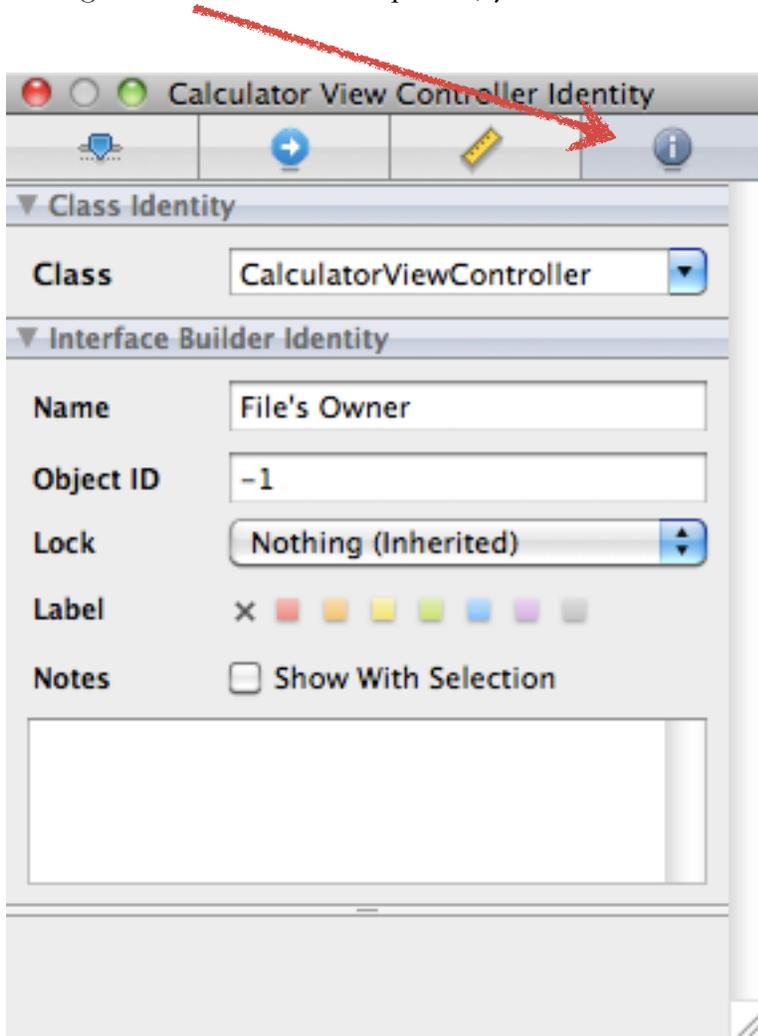 Calculator View Controller Identity
Class Identity
Class CalculatorViewController
Interface Builder Identity
Name File's Owner
Object ID -1
Lock Nothing (Inherited)
Label
Notes Show With Selection